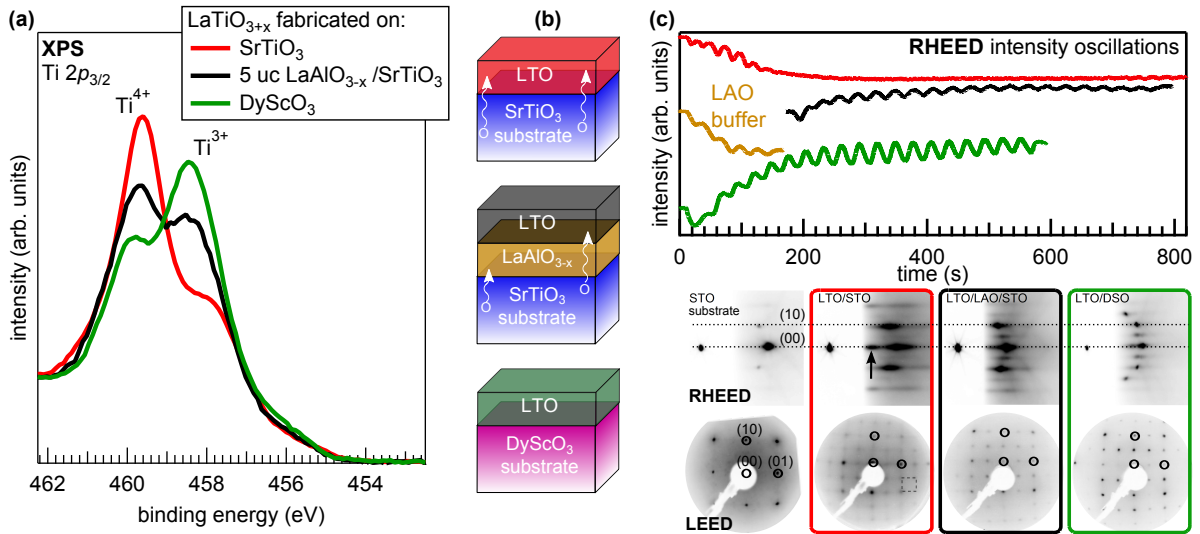 (a)
LaTiO3+x fabricated on:
SrTiO3
5 uc LaAlO3-x /SrTiO3
DyScO3
XPS
Ti 2p3/2
Ti4+
Ti3+
intensity (arb. units)
462
460
458
456
454
binding energy (eV)
(b)
LTO
SrTiO3
substrate
O
O
LTO
LaAlO3-x
SrTiO3
substrate
O
O
LTO
DyScO3
substrate
(c)
RHEED intensity oscillations
LAO
buffer
intensity (arb. units)
0
200
400
600
800
time (s)
STO
substrate
(10)
(00)
RHEED
LTO/STO
LTO/LAO/STO
LTO/DSO
(10)
(00)
(01)
LEED